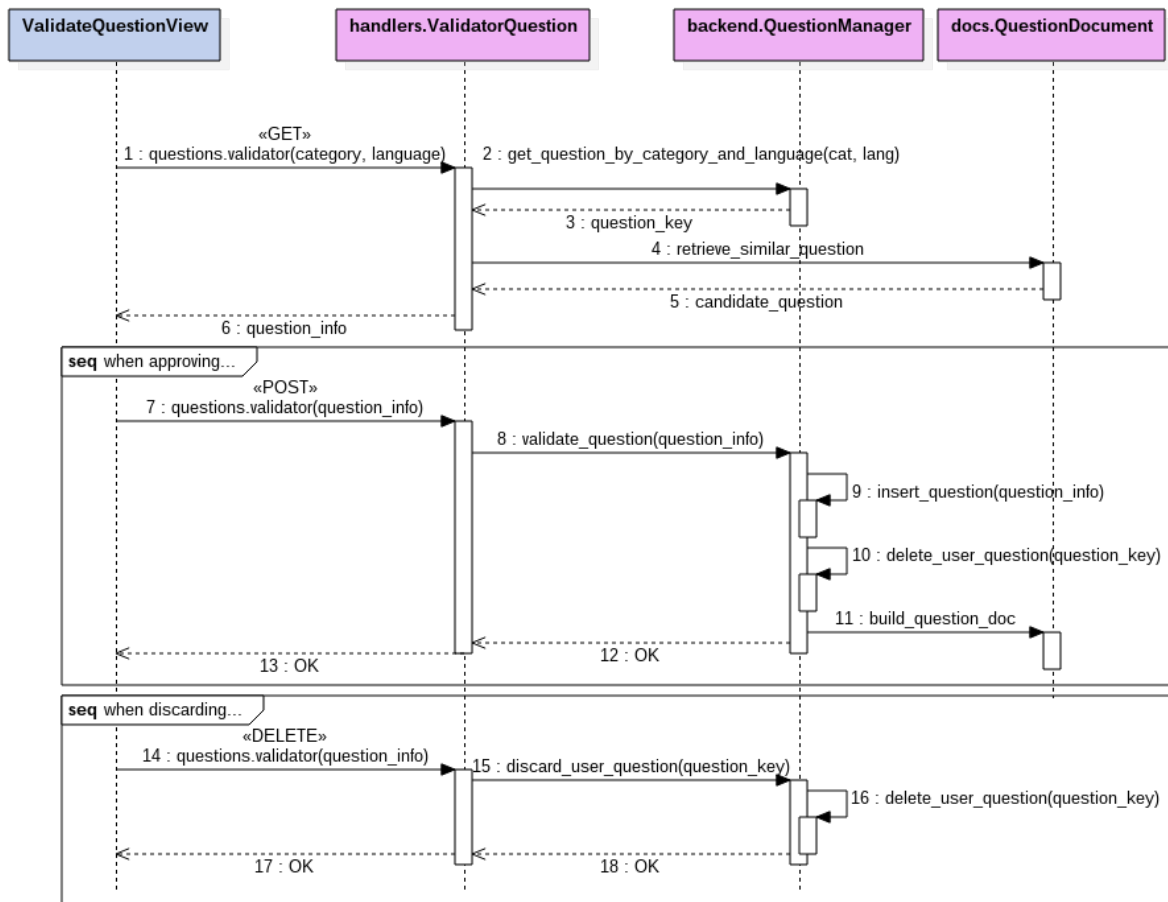 ValidateQuestionView
handlers.ValidatorQuestion
backend.QuestionManager
docs.QuestionDocument
«GET»
1 : questions.validator(category, language)
2 : get_question_by_category_and_language(cat, lang)
3 : question_key
4 : retrieve_similar_question
5 : candidate_question
6 : question_info
seq when approving...
«POST»
7 : questions.validator(question_info)
8 : validate_question(question_info)
9 : insert_question(question_info)
10 : delete_user_question(question_key)
11 : build_question_doc
12 : OK
13 : OK
seq when discarding...
«DELETE»
14 : questions.validator(question_info)
15 : discard_user_question(question_key)
16 : delete_user_question(question_key)
17 : OK
18 : OK